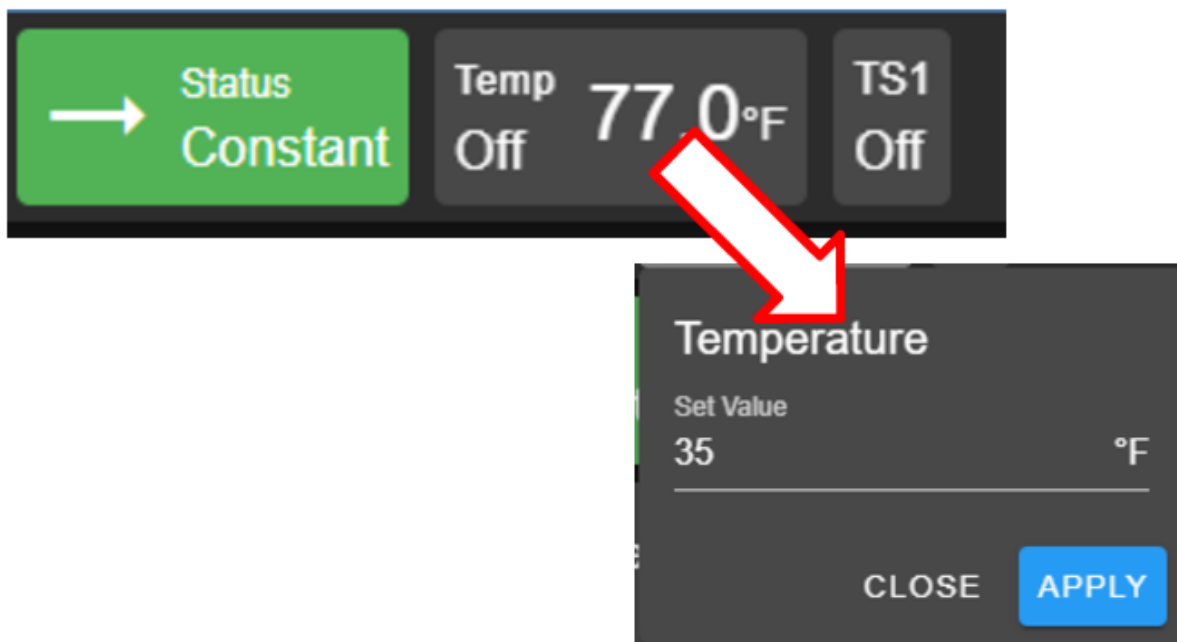 Status
Constant
Temp
Off
77.0°F
TS1
Off
Temperature
Set Value
35 °F
CLOSE APPLY